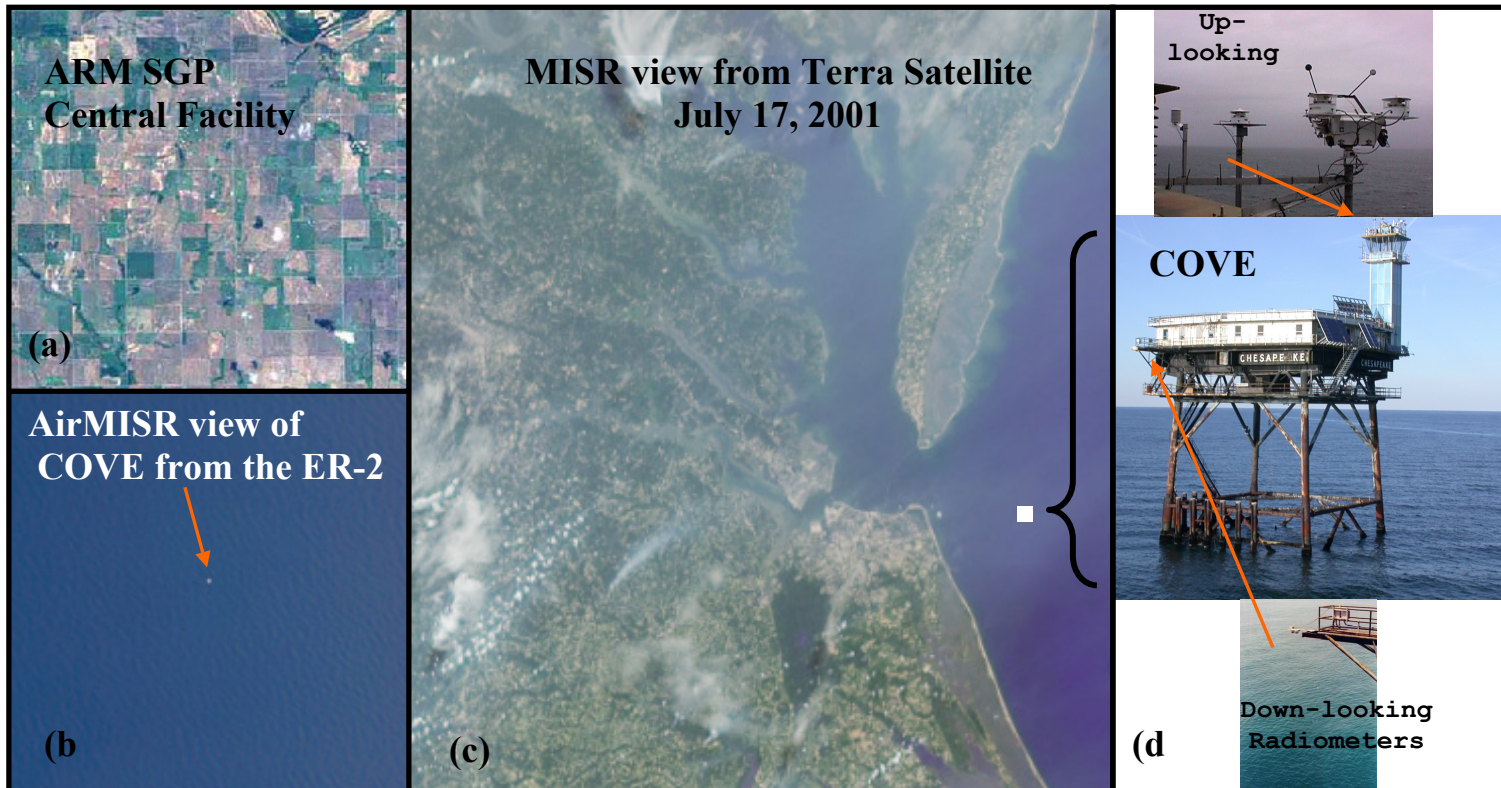 ARM SGP
Central Facility
(a)
AirMISR view of
COVE from the ER-2
(b
MISR view from Terra Satellite
July 17, 2001
(c)
Up-
looking
COVE
CHESAPEAKE
CHESAPEAKE
Down-looking
Radiometers
(d